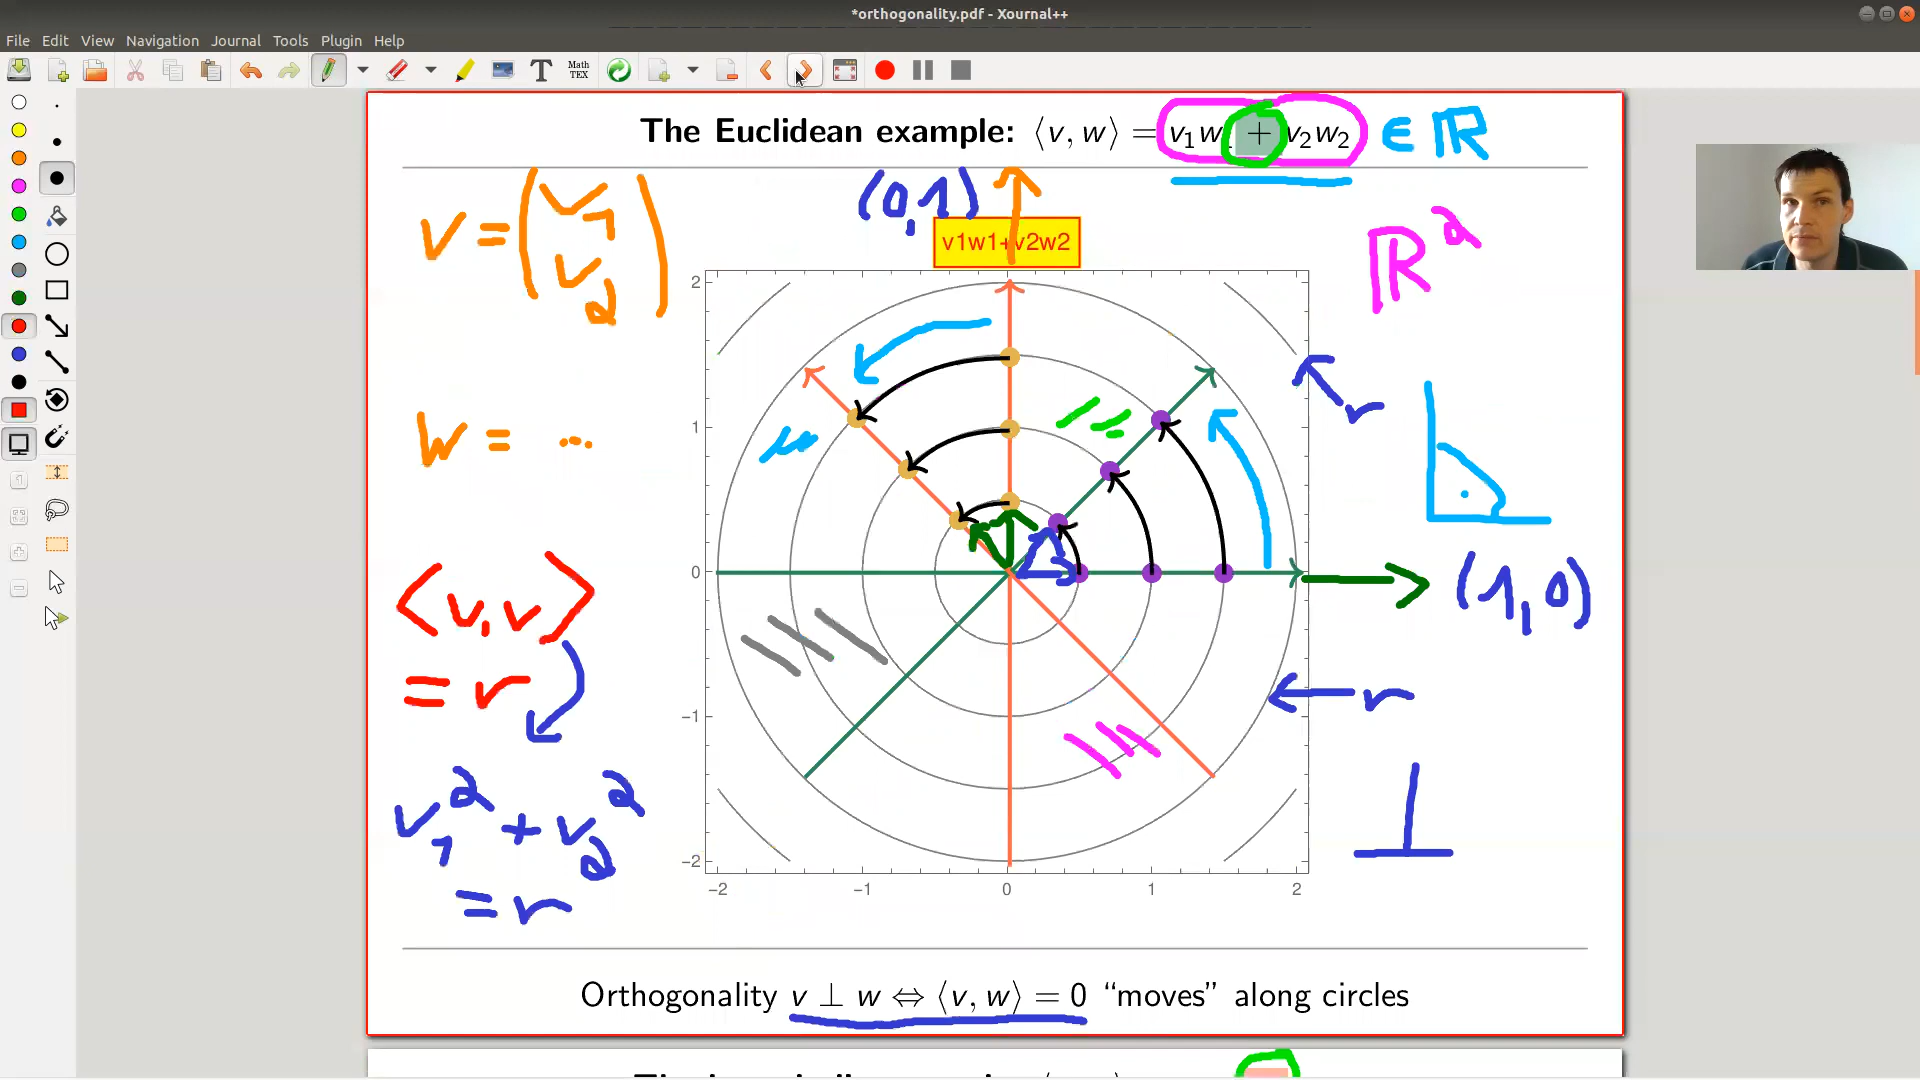 *orthogonality.pdf - Xournal++
File Edit View Navigation Journal Tools Plugin Help
T MATH TEX
The Euclidean example: ⟨v, w⟩ = v₁w₁ + v₂w₂ ∈ ℝ
v = (v₁ v₂)
(0,1)
v1w1+v2w2
ℝ²
2
1
0
−1
−2
−2 −1 0 1 2
w = ...
r
(1,0)
⟨v,v⟩
= r
r
v₁² + v₂²
= r
⊥
Orthogonality v ⊥ w ⇔ ⟨v, w⟩ = 0 “moves” along circles